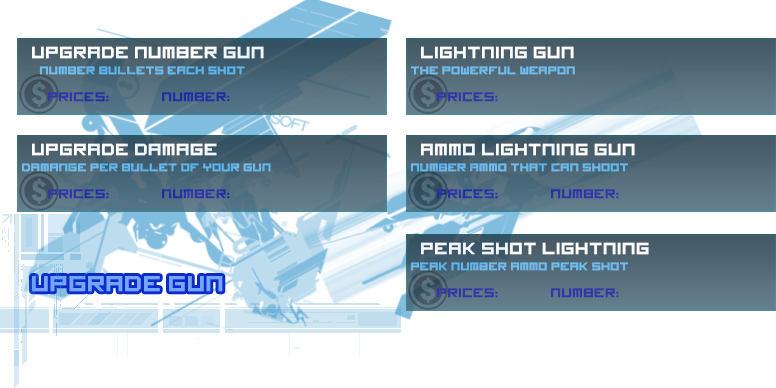 UPGRADE NUMBER GUN
NUMBER BULLETS EACH SHOT
$ PRICES: NUMBER:
UPGRADE DAMAGE
DAMANGE PER BULLET OF YOUR GUN
$ PRICES: NUMBER:
UPGRADE GUN
LIGHTNING GUN
THE POWERFUL WEAPON
$ PRICES:
AMMO LIGHTNING GUN
NUMBER AMMO THAT CAN SHOOT
$ PRICES: NUMBER:
PEAK SHOT LIGHTNING
PEAK NUMBER AMMO PEAK SHOT
$ PRICES: NUMBER:
SOFT